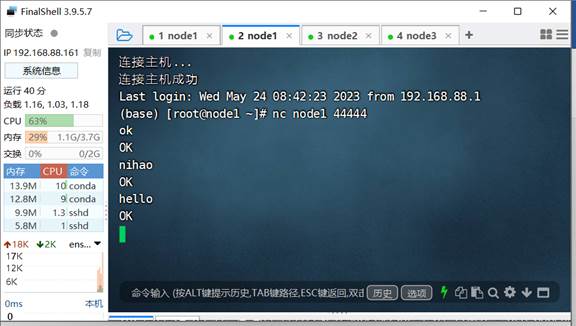 FinalShell 3.9.5.7
同步状态
IP 192.168.88.161 复制
系统信息
运行 40 分
负载 1.16, 1.03, 1.18
CPU 63%
内存 29% 1.1G/3.7G
交换 0% 0/2G
内存 CPU 命令
13.9M 10 conda
12.8M 9 conda
9.9M 1.3 sshd
5.8M 1 sshd
18K 2K ens...
17K
12K
6K
0ms 本机
0
1 node1
2 node1
3 node2
4 node3
连接主机...
连接主机成功
Last login: Wed May 24 08:42:23 2023 from 192.168.88.1
(base) [root@node1 ~]# nc node1 44444
ok
OK
nihao
OK
hello
OK
命令输入 (按ALT键提示历史,TAB键路径,ESC键返回,双击
历史
选项